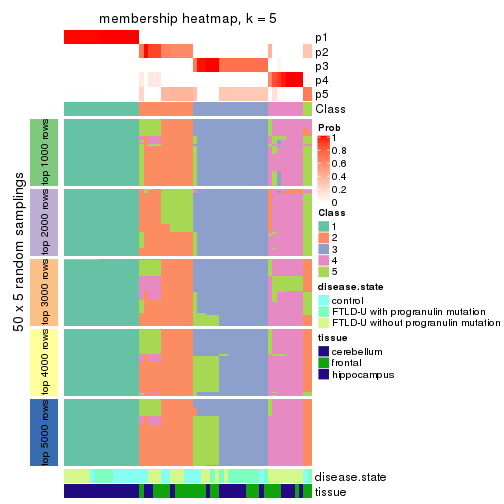 membership heatmap, k = 5
p1
p2
p3
p4
p5
Class
50 x 5 random samplings
top 1000 rows
top 2000 rows
top 3000 rows
top 4000 rows
top 5000 rows
Prob
1
0.8
0.6
0.4
0.2
0
Class
1
2
3
4
5
disease.state
control
FTLD-U with progranulin mutation
FTLD-U without progranulin mutation
tissue
cerebellum
frontal
hippocampus
disease.state
tissue